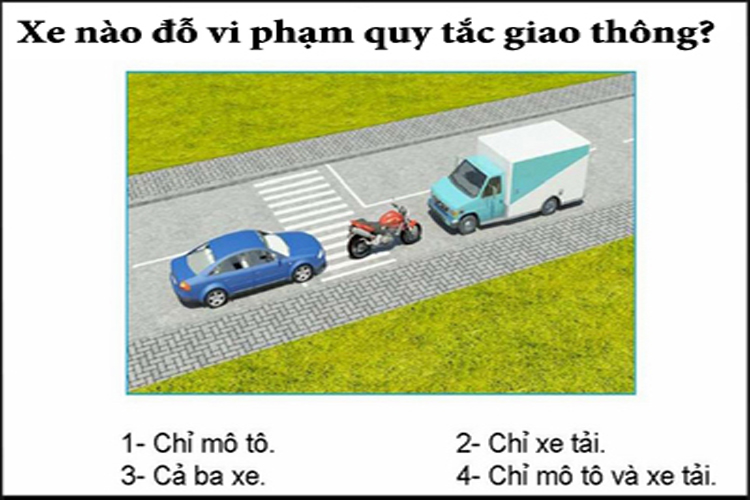 Xe nào đỗ vi phạm quy tắc giao thông?
1- Chỉ mô tô.
2- Chỉ xe tải.
3- Cả ba xe.
4- Chỉ mô tô và xe tải.